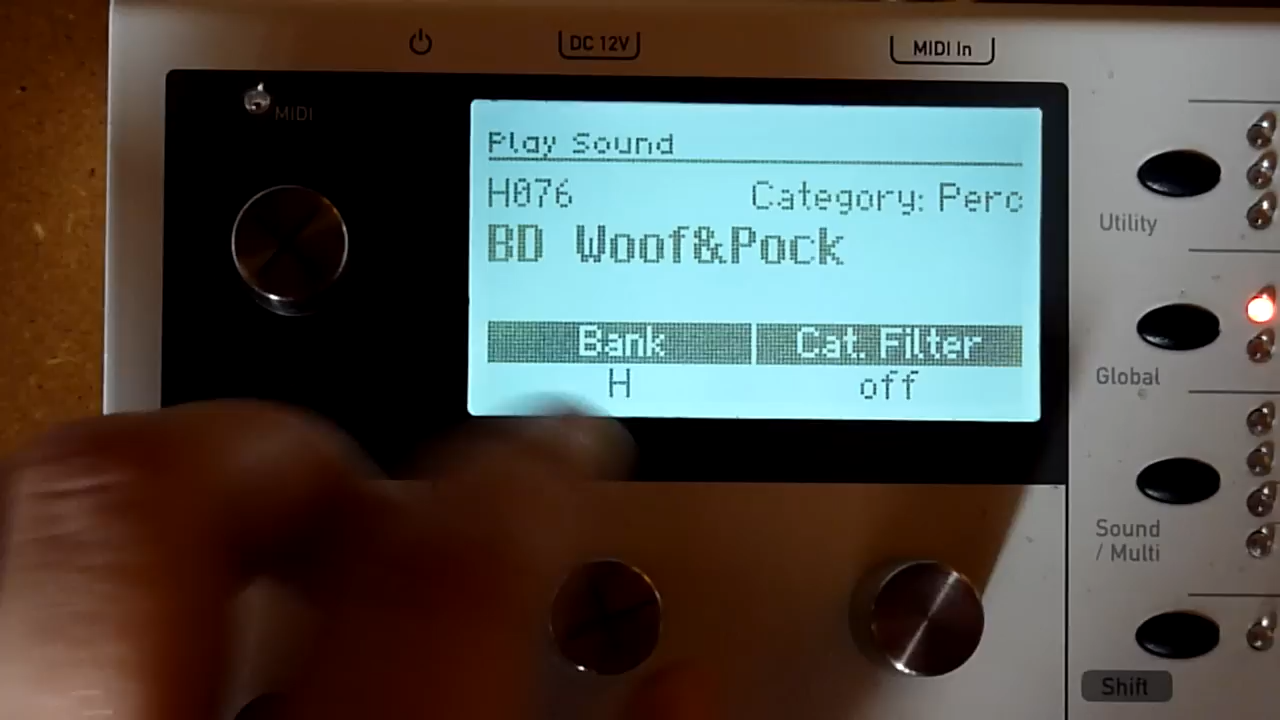 DC 12V
MIDI In
MIDI
Play Sound
H076 Category: Perc
BD Woof&Pock
Bank Cat. Filter
H off
Utility
Global
Sound
/ Multi
Shift